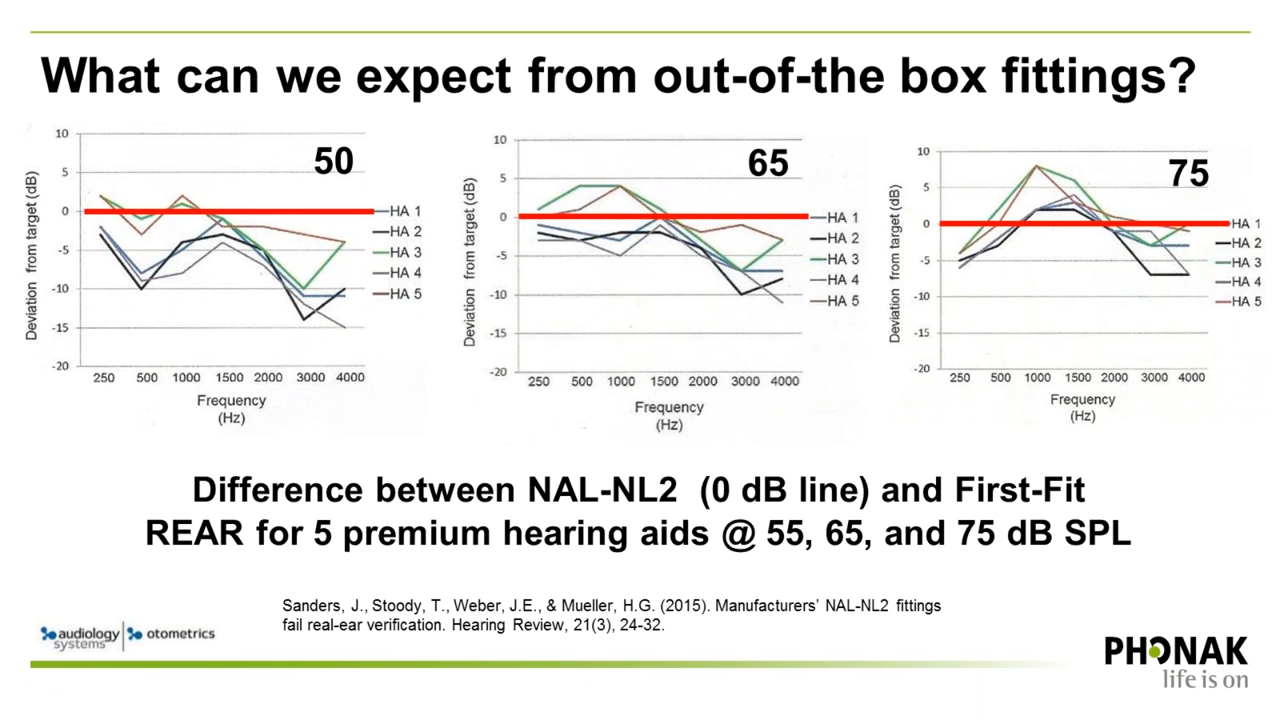 What can we expect from out-of-the box fittings?
50
10
5
0
-5
-10
-15
-20
Deviation from target (dB)
250 500 1000 1500 2000 3000 4000
Frequency
(Hz)
HA 1
HA 2
HA 3
HA 4
HA 5
65
10
5
0
-5
-10
-15
-20
Deviation from target (dB)
250 500 1000 1500 2000 3000 4000
Frequency
(Hz)
HA 1
HA 2
HA 3
HA 4
HA 5
75
10
5
0
-5
-10
-15
-20
Deviation from target (dB)
250 500 1000 1500 2000 3000 4000
Frequency
(Hz)
HA 1
HA 2
HA 3
HA 4
HA 5
Difference between NAL-NL2 (0 dB line) and First-Fit
REAR for 5 premium hearing aids @ 55, 65, and 75 dB SPL
Sanders, J., Stoody, T., Weber, J.E., & Mueller, H.G. (2015). Manufacturers’ NAL-NL2 fittings
fail real-ear verification. Hearing Review, 21(3), 24-32.
audiology
systems
otometrics
PHONAK
life is on